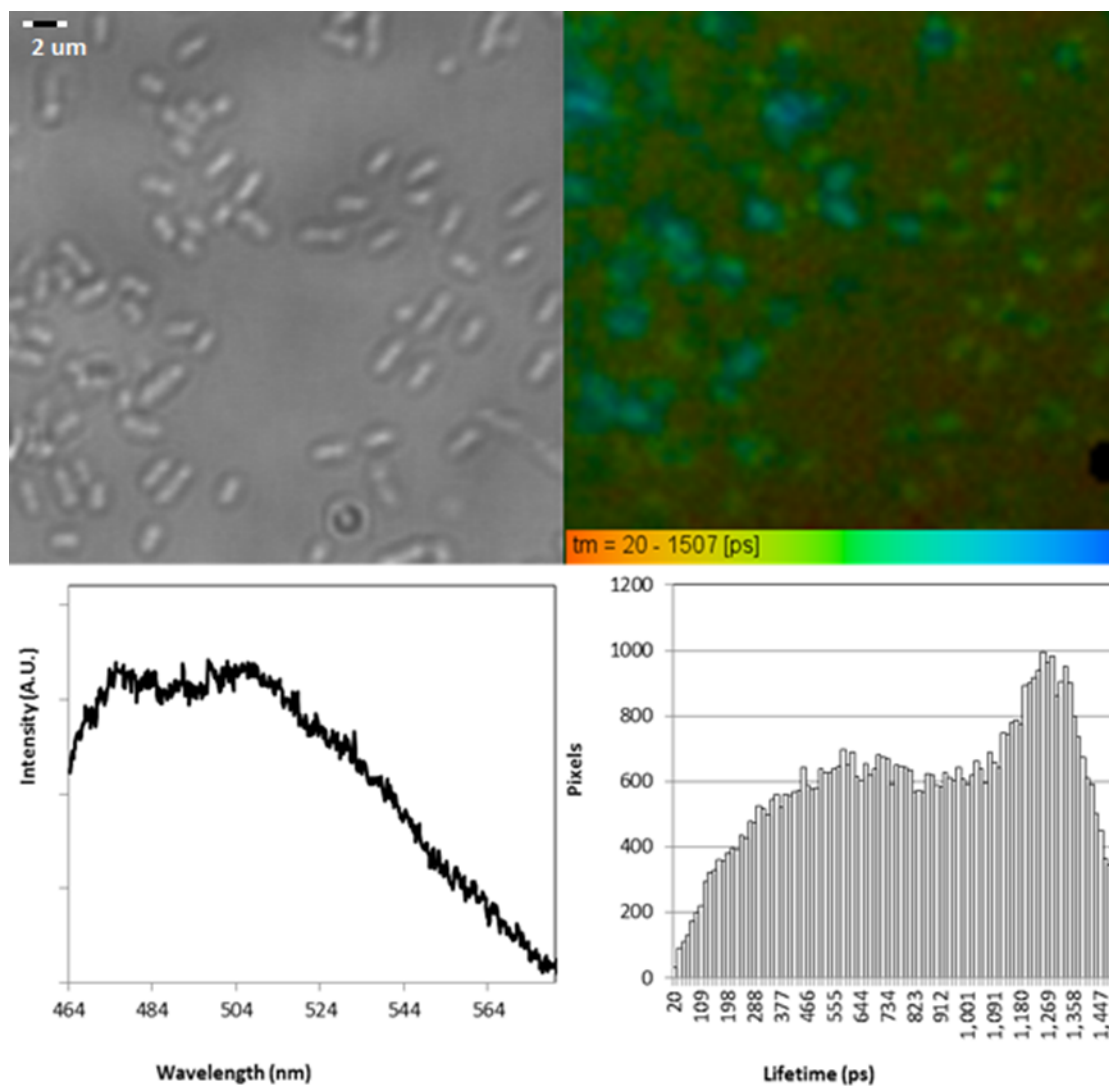 2 um
tm = 20 - 1507 [ps]
Intensity (A.U.)
464 484 504 524 544 564
Wavelength (nm)
Pixels
1200
1000
800
600
400
200
0
20 109 198 288 377 466 555 645 734 823 912 1,001 1,091 1,180 1,269 1,358 1,447
Lifetime (ps)